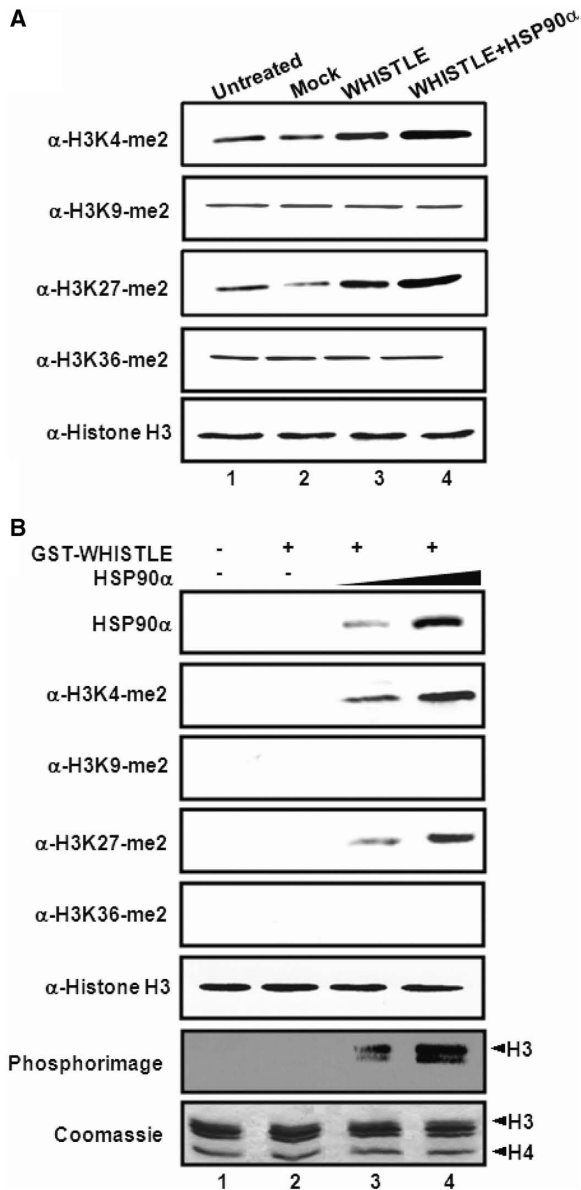 A
Untreated Mock WHISTLE WHISTLE+HSP90α
α-H3K4-me2
α-H3K9-me2
α-H3K27-me2
α-H3K36-me2
α-Histone H3
1 2 3 4
B
GST-WHISTLE - + + +
HSP90α - -
HSP90α
α-H3K4-me2
α-H3K9-me2
α-H3K27-me2
α-H3K36-me2
α-Histone H3
Phosphorimage H3
Coomassie H3
H4
1 2 3 4